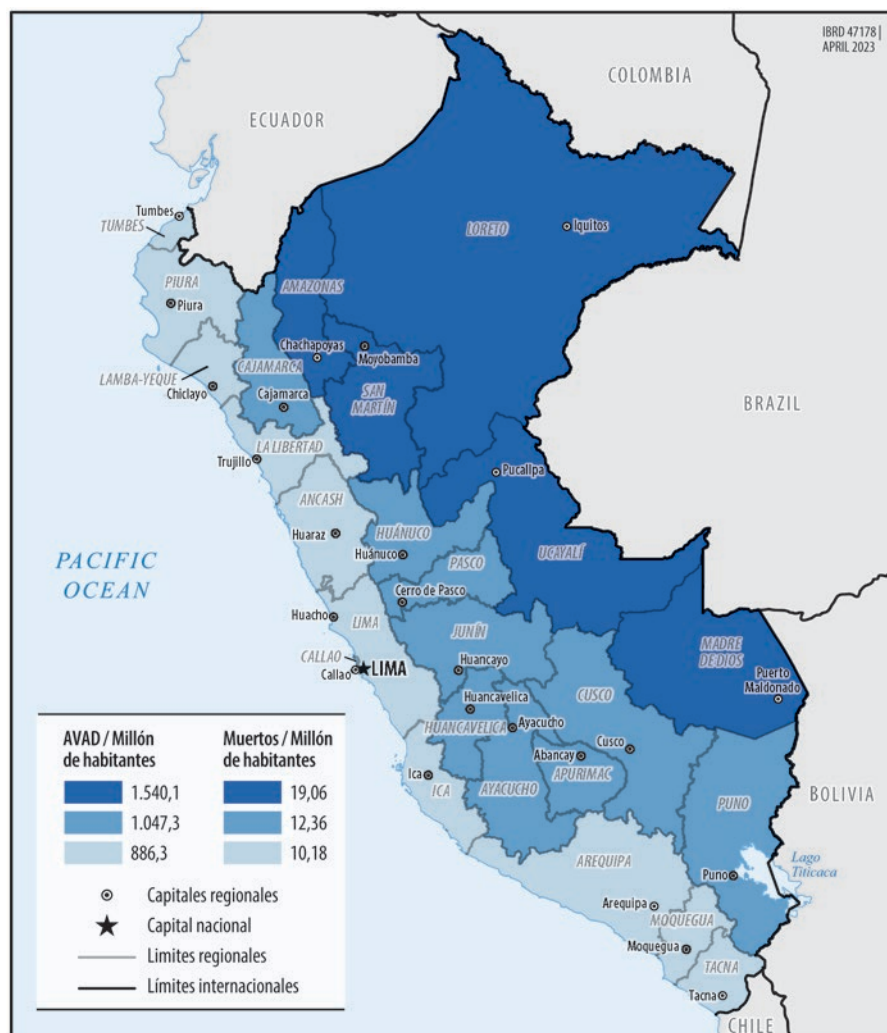 IBRD 47178 |
APRIL 2023
COLOMBIA
ECUADOR
Tumbes
TUMBES
LORETO
Iquitos
PIURA
Piura
AMAZONAS
Chachapoyas
Moyobamba
LAMBA-YEQUE
CAJAMARCA
Chiclayo
Cajamarca
SAN
MARTÍN
BRAZIL
LA LIBERTAD
Trujillo
Pucallpa
ANCASH
Huaraz
HUÁNUCO
Huánuco
UCAYALÍ
PASCO
PACIFIC
OCEAN
Cerro de Pasco
Huacho
LIMA
JUNÍN
CALLAO
Callao
LIMA
Huancayo
MADRE
DE DIOS
Puerto
Maldonado
CUSCO
Huancavelica
HUANCAVELICA
Ayacucho
Cusco
Abancay
APURIMAC
Ica
ICA
AYACUCHO
PUNO
BOLIVIA
AREQUIPA
Lago
Titicaca
Puno
Arequipa
MOQUEGUA
Moquegua
TACNA
Tacna
CHILE
AVAD / Millón
de habitantes
Muertos / Millón
de habitantes
1.540,1
19,06
1.047,3
12,36
886,3
10,18
Capitales regionales
Capital nacional
Limites regionales
Límites internacionales